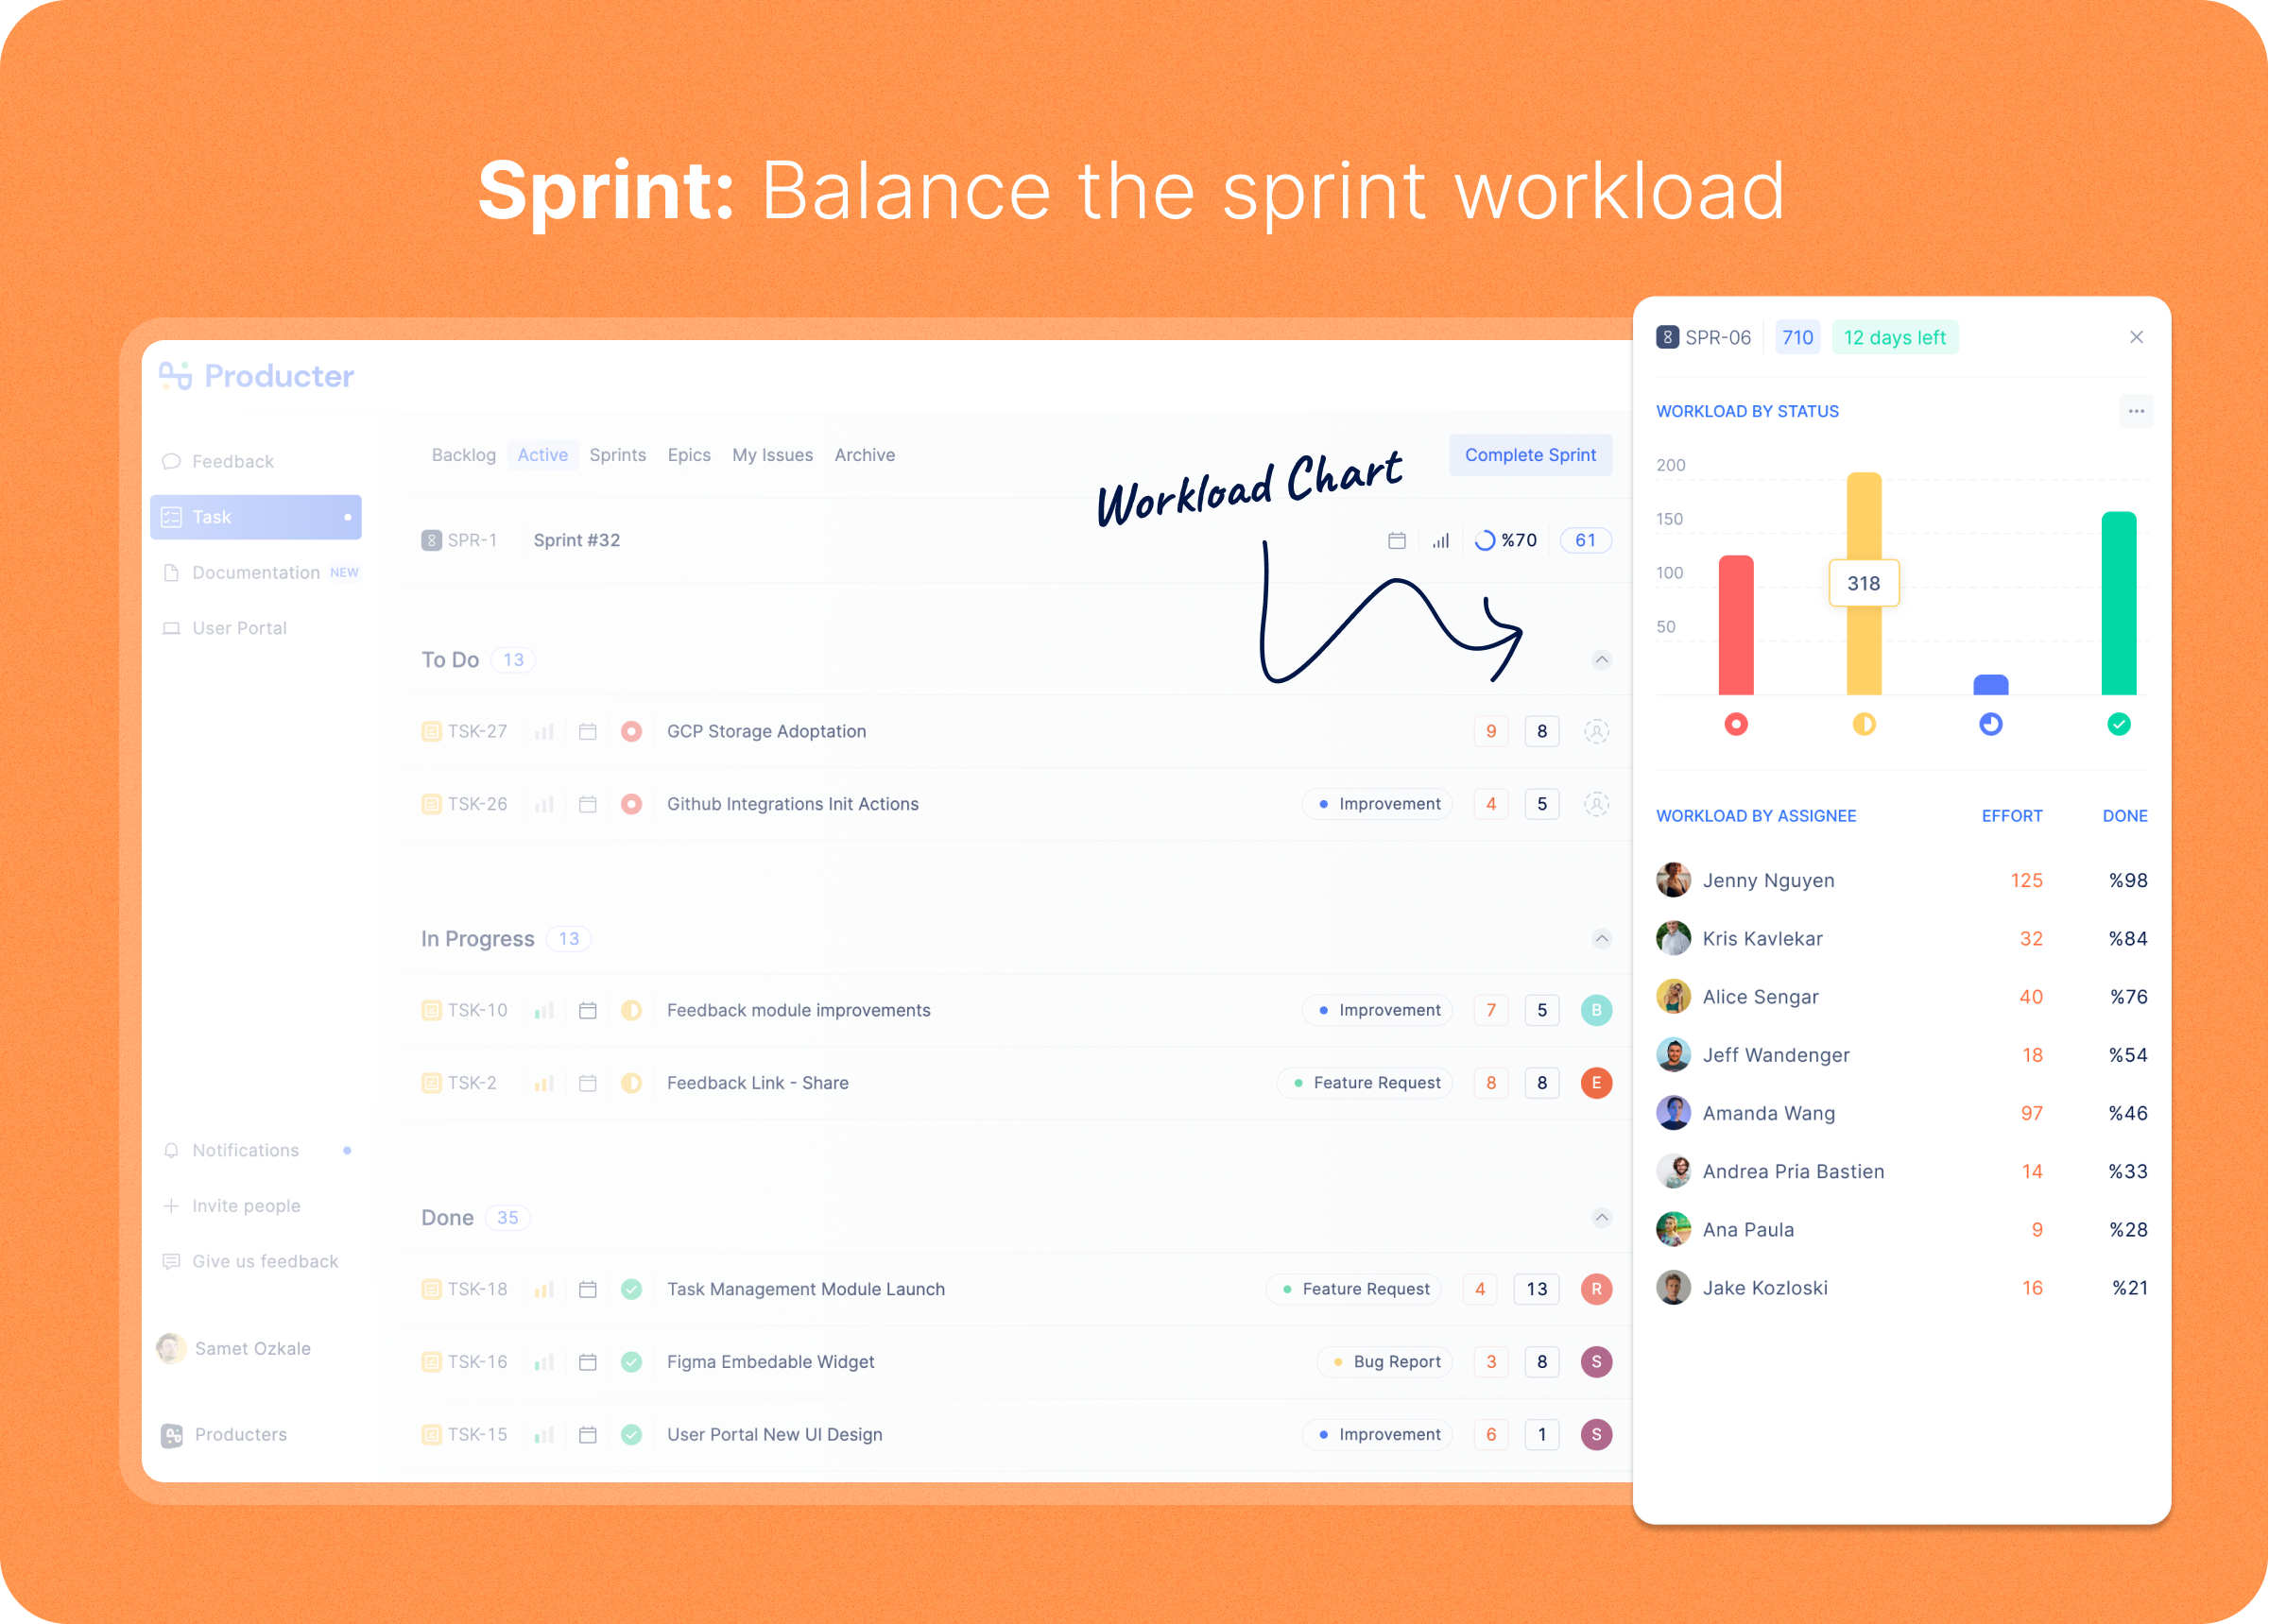 Sprint: Balance the sprint workload
Producter
Feedback
Task
Documentation NEW
User Portal
Notifications
Invite people
Give us feedback
Samet Ozkale
Producters
Backlog Active Sprints Epics My Issues Archive
Complete Sprint
Workload Chart
SPR-1 Sprint #32 %70 61
To Do 13
TSK-27 GCP Storage Adoptation 9 8
TSK-26 Github Integrations Init Actions Improvement 4 5
In Progress 13
TSK-10 Feedback module improvements Improvement 7 5 B
TSK-2 Feedback Link - Share Feature Request 8 8 E
Done 35
TSK-18 Task Management Module Launch Feature Request 4 13 R
TSK-16 Figma Embedable Widget Bug Report 3 8 S
TSK-15 User Portal New UI Design Improvement 6 1 S
8 SPR-06 710 12 days left
WORKLOAD BY STATUS
200
150
100
50
318
WORKLOAD BY ASSIGNEE EFFORT DONE
Jenny Nguyen 125 %98
Kris Kavlekar 32 %84
Alice Sengar 40 %76
Jeff Wandenger 18 %54
Amanda Wang 97 %46
Andrea Pria Bastien 14 %33
Ana Paula 9 %28
Jake Kozloski 16 %21